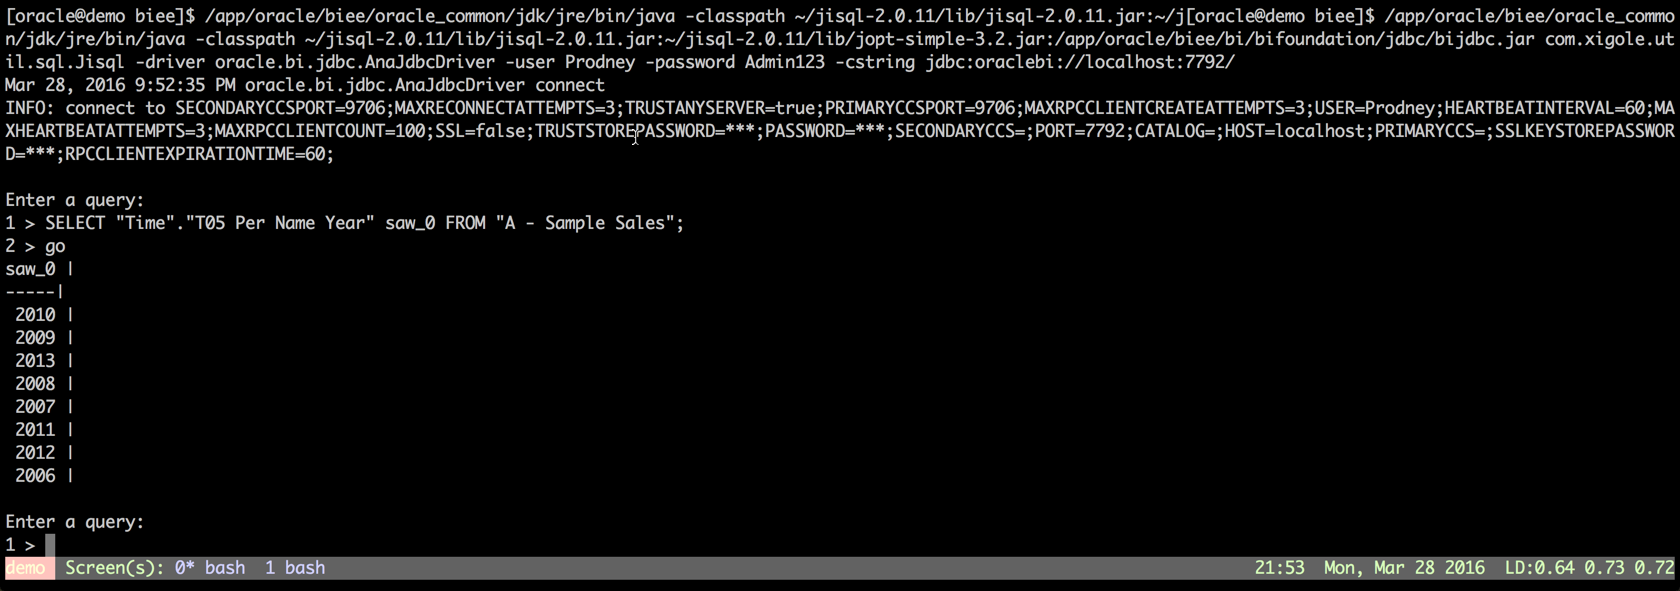 [oracle@demo biee]$ /app/oracle/biee/oracle_common/jdk/jre/bin/java -classpath ~/jisql-2.0.11/lib/jisql-2.0.11.jar:~/j[oracle@demo biee]$ /app/oracle/biee/oracle_commo
n/jdk/jre/bin/java -classpath ~/jisql-2.0.11/lib/jisql-2.0.11.jar:~/jisql-2.0.11/lib/jopt-simple-3.2.jar:/app/oracle/biee/bi/bifoundation/jdbc/bijdbc.jar com.xigole.ut
il.sql.Jisql -driver oracle.bi.jdbc.AnaJdbcDriver -user Prodney -password Admin123 -cstring jdbc:oraclebi://localhost:7792/
Mar 28, 2016 9:52:35 PM oracle.bi.jdbc.AnaJdbcDriver connect
INFO: connect to SECONDARYCCSPORT=9706;MAXRECONNECTATTEMPTS=3;TRUSTANYSERVER=true;PRIMARYCCSPORT=9706;MAXRPCCLIENTCREATEATTEMPTS=3;USER=Prodney;HEARTBEATINTERVAL=60;MA
XHEARTBEATATTEMPTS=3;MAXRPCCLIENTCOUNT=100;SSL=false;TRUSTSTOREPASSWORD=***;PASSWORD=***;SECONDARYCCS=;PORT=7792;CATALOG=;HOST=localhost;PRIMARYCCS=;SSLKEYSTOREPASSWOR
D=***;RPCCLIENTEXPIRATIONTIME=60;
Enter a query:
1 > SELECT "Time"."T05 Per Name Year" saw_0 FROM "A - Sample Sales";
2 > go
saw_0 |
-----|
2010 |
2009 |
2013 |
2008 |
2007 |
2011 |
2012 |
2006 |
Enter a query:
1 >
demo Screen(s): 0* bash 1 bash 21:53 Mon, Mar 28 2016 LD:0.64 0.73 0.72